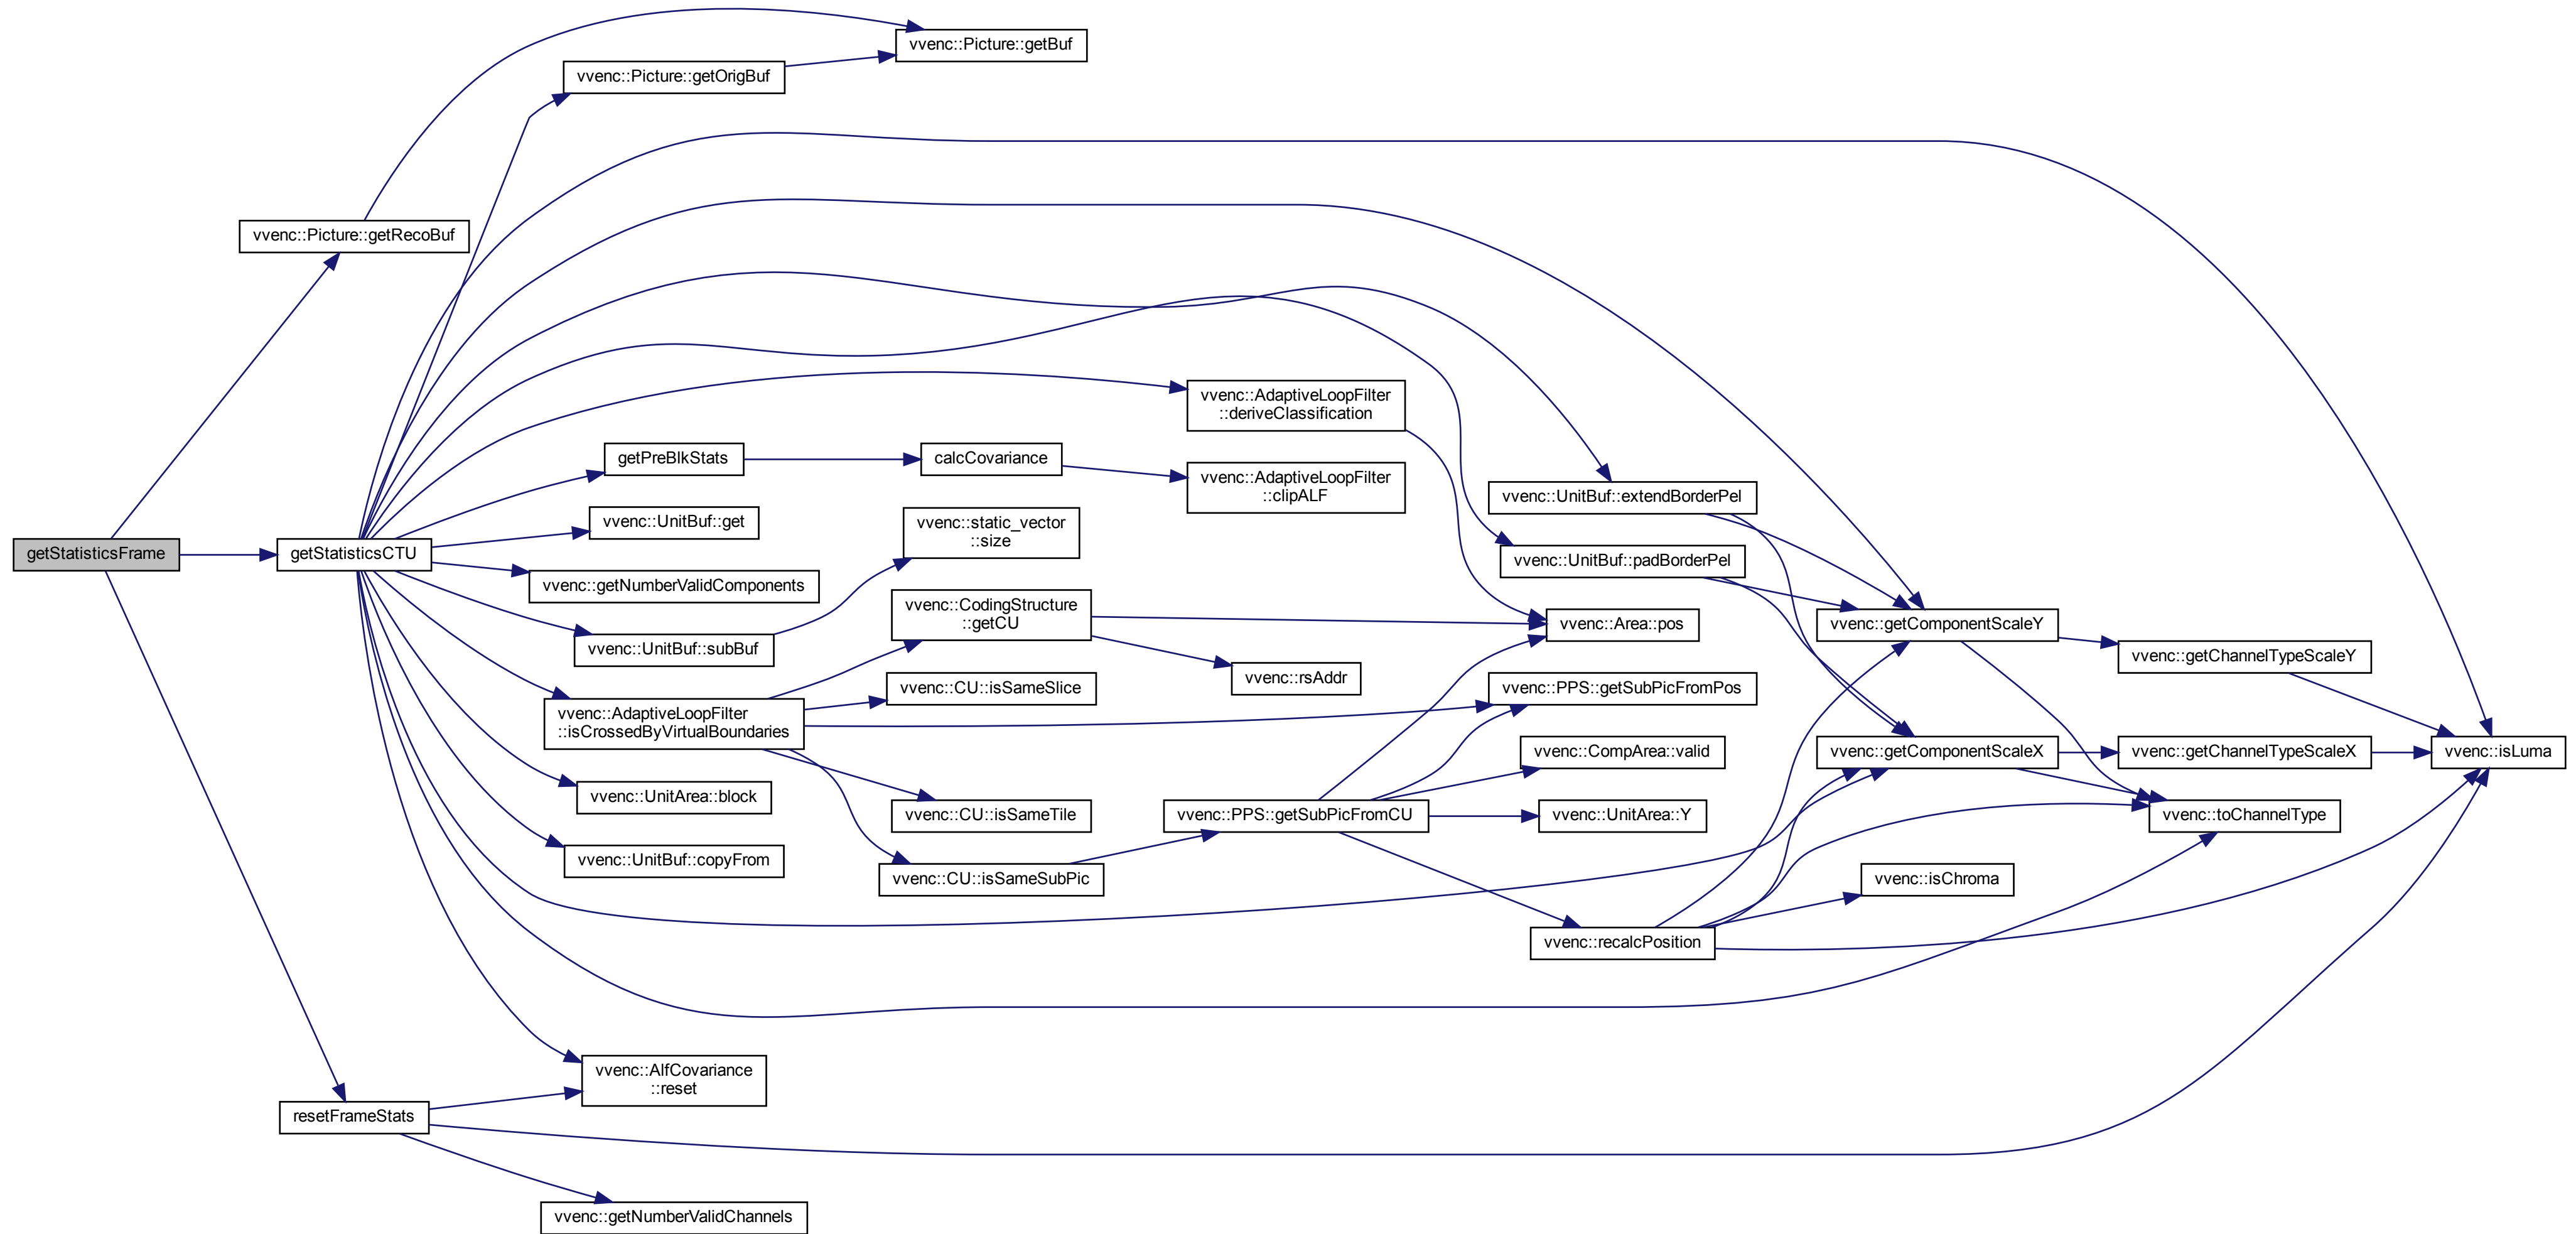 vvenc::Picture::getBuf
vvenc::Picture::getOrigBuf
vvenc::Picture::getRecoBuf
vvenc::AdaptiveLoopFilter
::deriveClassification
getPreBlkStats
calcCovariance
vvenc::AdaptiveLoopFilter
::clipALF
vvenc::UnitBuf::extendBorderPel
vvenc::UnitBuf::get
vvenc::static_vector
::size
getStatisticsFrame
getStatisticsCTU
vvenc::UnitBuf::padBorderPel
vvenc::getNumberValidComponents
vvenc::CodingStructure
::getCU
vvenc::Area::pos
vvenc::getComponentScaleY
vvenc::UnitBuf::subBuf
vvenc::getChannelTypeScaleY
vvenc::rsAddr
vvenc::CU::isSameSlice
vvenc::PPS::getSubPicFromPos
vvenc::AdaptiveLoopFilter
::isCrossedByVirtualBoundaries
vvenc::CompArea::valid
vvenc::getComponentScaleX
vvenc::getChannelTypeScaleX
vvenc::isLuma
vvenc::UnitArea::block
vvenc::CU::isSameTile
vvenc::PPS::getSubPicFromCU
vvenc::UnitArea::Y
vvenc::toChannelType
vvenc::UnitBuf::copyFrom
vvenc::CU::isSameSubPic
vvenc::isChroma
vvenc::recalcPosition
vvenc::AlfCovariance
::reset
resetFrameStats
vvenc::getNumberValidChannels